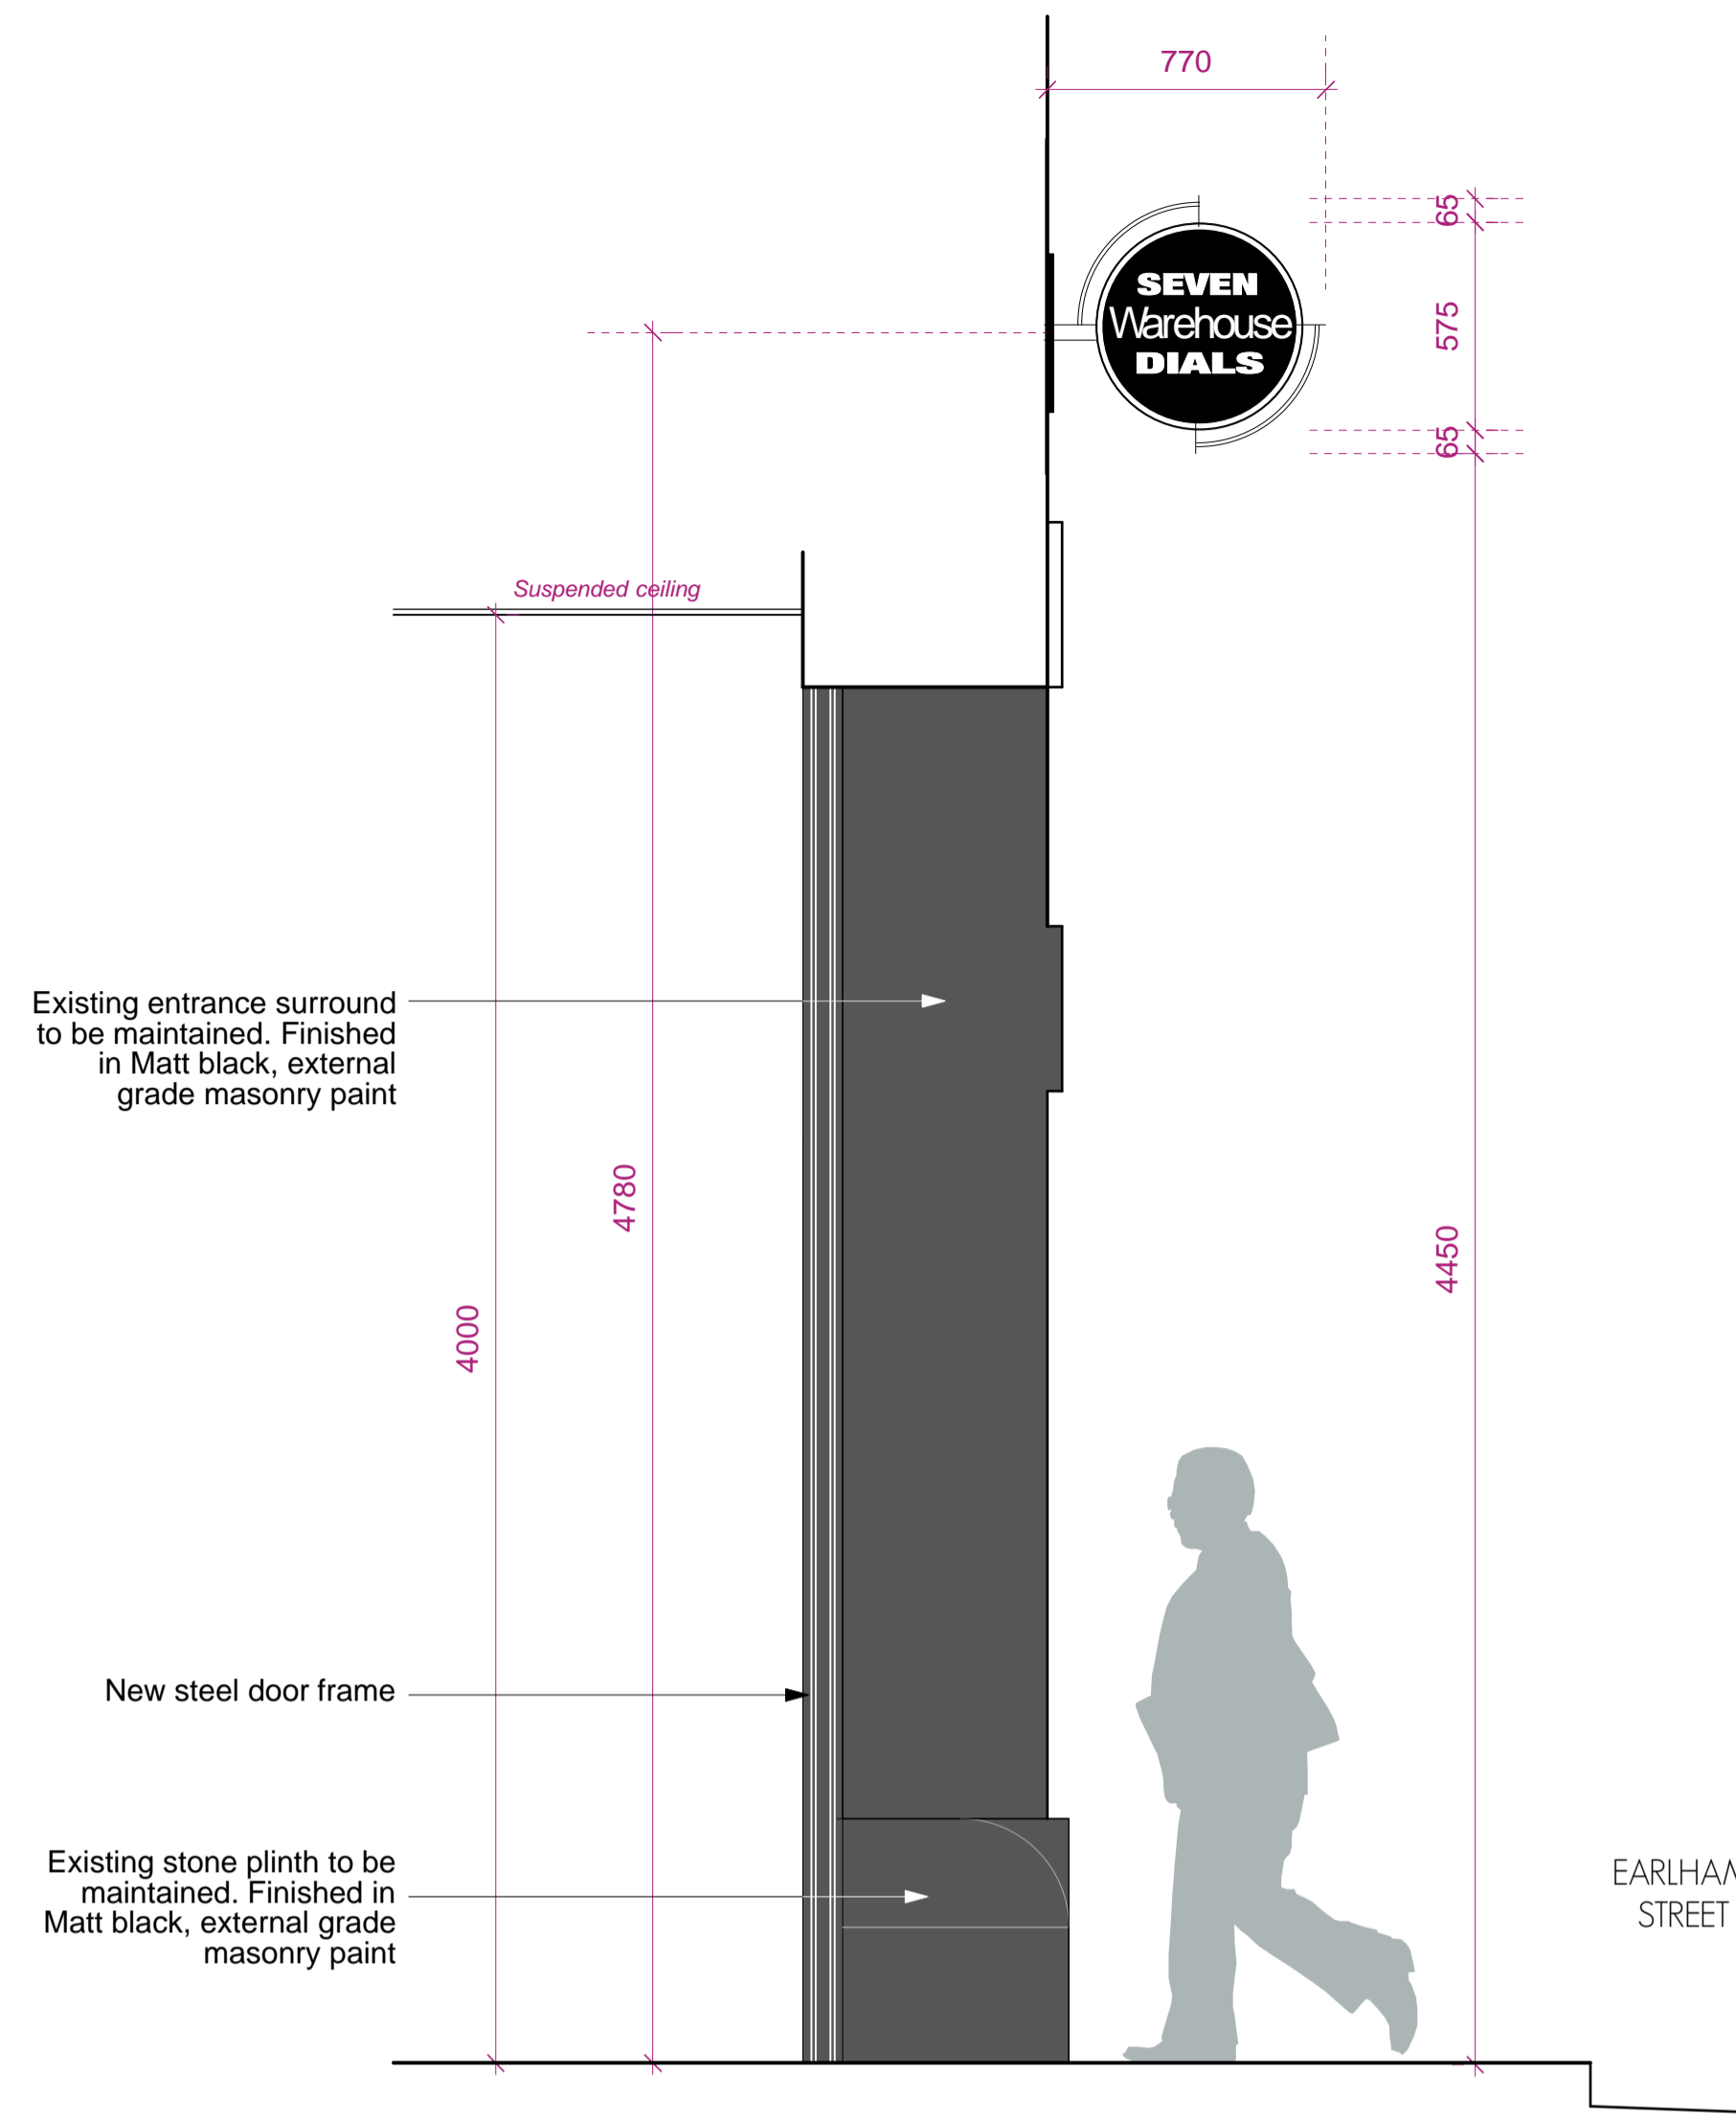 770
65
SEVEN
Warehouse
DIALS
575
65
Suspended ceiling
Existing entrance surround
to be maintained. Finished
in Matt black, external
grade masonry paint
4780
4450
4000
New steel door frame
Existing stone plinth to be
maintained. Finished in
Matt black, external grade
masonry paint
STREET